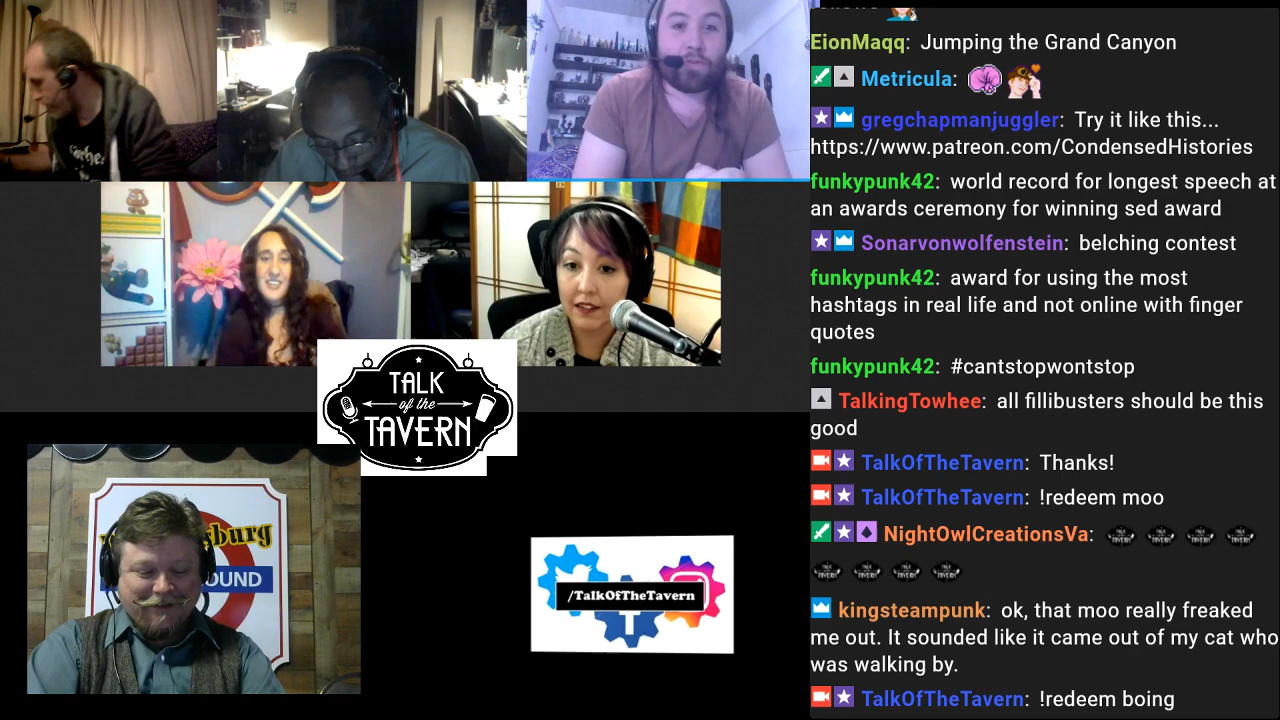 EionMaqq: Jumping the Grand Canyon
Metricula:
gregchapmanjuggler: Try it like this...
https://www.patreon.com/CondensedHistories
funkypunk42: world record for longest speech at
an awards ceremony for winning sed award
Sonarvonwolfenstein: belching contest
funkypunk42: award for using the most
hashtags in real life and not online with finger
quotes
funkypunk42: #cantstopwontstop
TalkingTowhee: all fillibusters should be this
good
TalkOfTheTavern: Thanks!
TalkOfTheTavern: !redeem moo
NightOwlCreationsVa:
kingsteampunk: ok, that moo really freaked
me out. It sounded like it came out of my cat who
was walking by.
TalkOfTheTavern: !redeem boing
TALK
of the
TAVERN
sburg
OUND
/TalkOfTheTavern